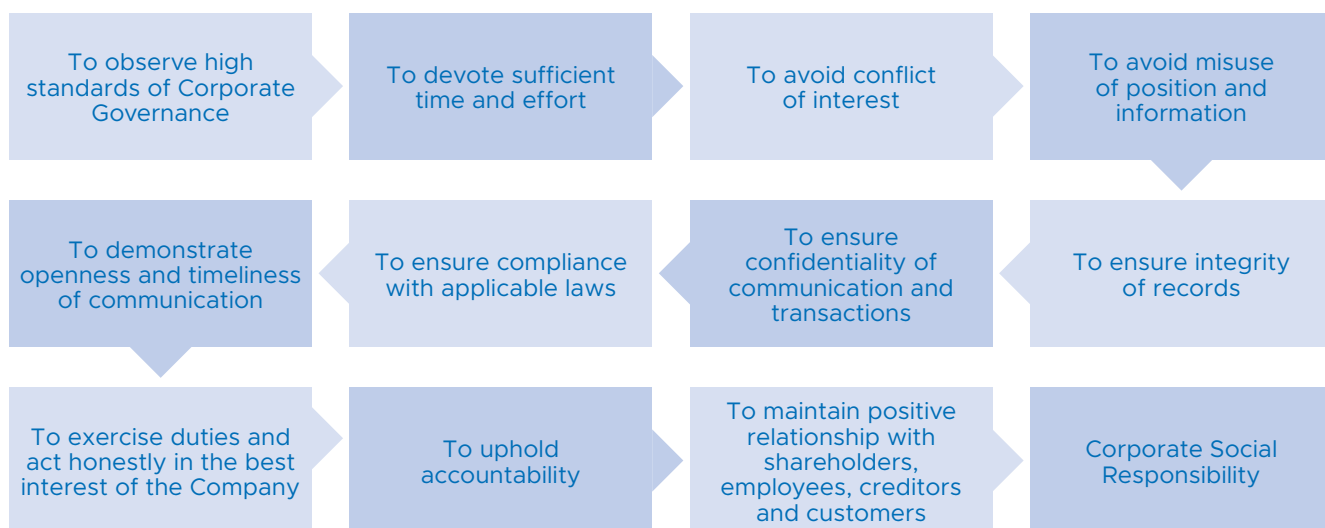 To observe high
standards of Corporate
Governance
To devote sufficient
time and effort
To avoid conflict
of interest
To avoid misuse
of position and
information
To ensure integrity
of records
To ensure
confidentiality of
communication and
transactions
To ensure compliance
with applicable laws
To demonstrate
openness and timeliness
of communication
To exercise duties and
act honestly in the best
interest of the Company
To uphold
accountability
To maintain positive
relationship with
shareholders,
employees, creditors
and customers
Corporate Social
Responsibility